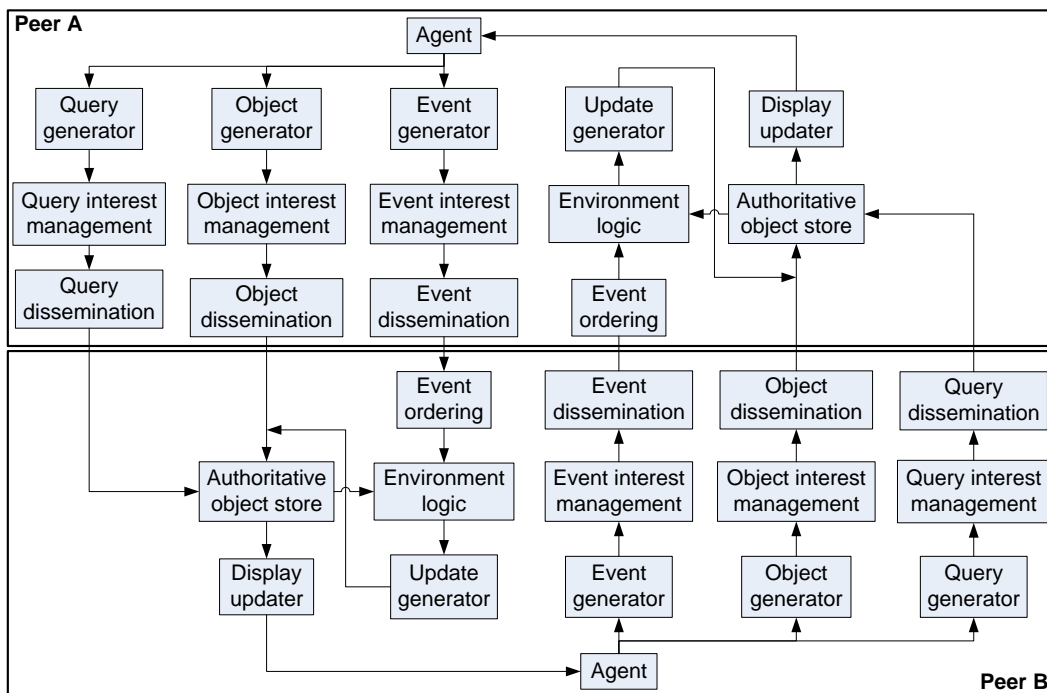 Peer A
Agent
Query
generator
Object
generator
Event
generator
Update
generator
Display
updater
Query interest
management
Object interest
management
Event interest
management
Environment
logic
Authoritative
object store
Query
dissemination
Object
dissemination
Event
dissemination
Event
ordering
Event
ordering
Event
dissemination
Object
dissemination
Query
dissemination
Authoritative
object store
Environment
logic
Event interest
management
Object interest
management
Query interest
management
Display
updater
Update
generator
Event
generator
Object
generator
Query
generator
Agent
Peer B